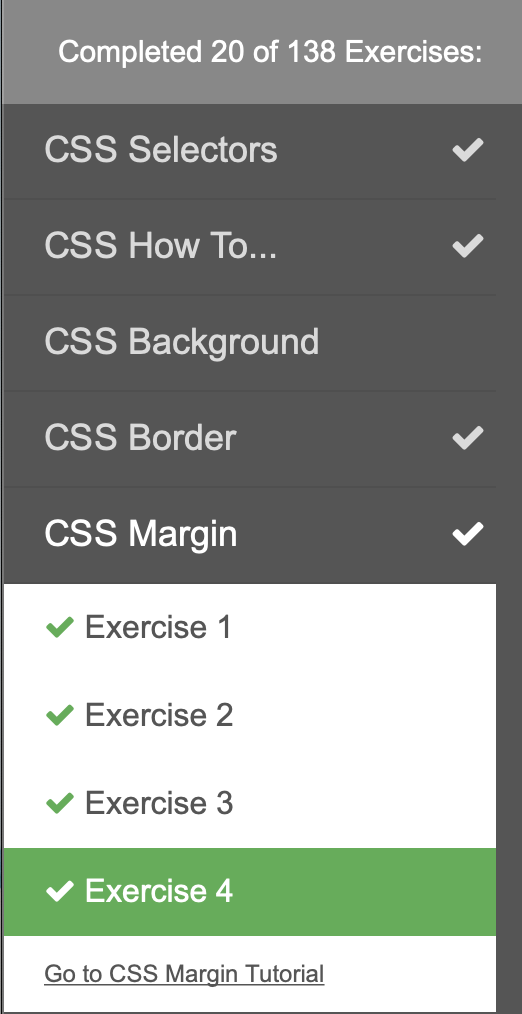 Completed 20 of 138 Exercises:
CSS Selectors
CSS How To...
CSS Background
CSS Border
CSS Margin
Exercise 1
Exercise 2
Exercise 3
Exercise 4
Go to CSS Margin Tutorial